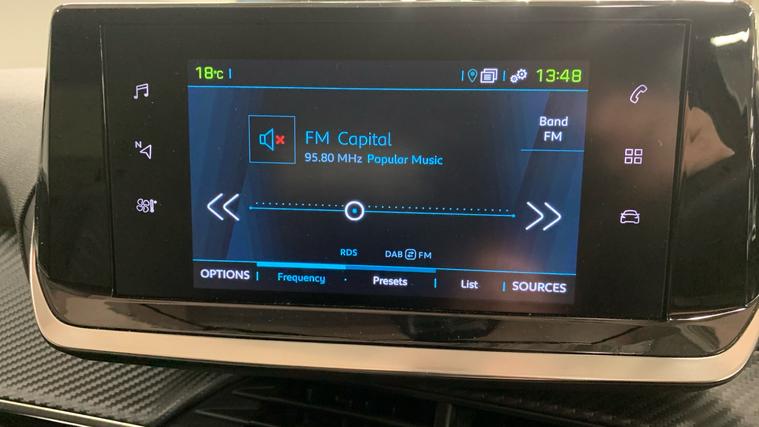 18°C
13:48
FM Capital
95.80 MHz Popular Music
Band
FM
N
RDS
DAB FM
OPTIONS
Frequency
Presets
List
SOURCES